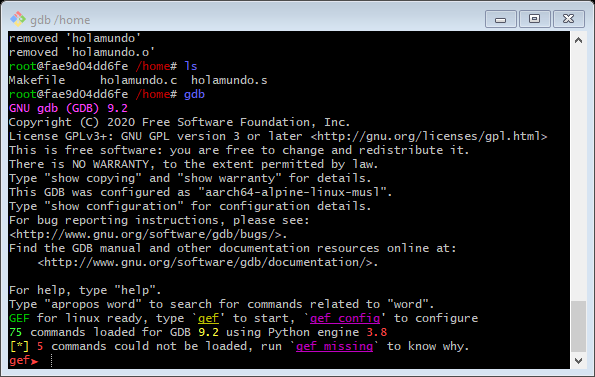 gdb /home
removed 'holamundo'
removed 'holamundo.o'
root@fae9d04dd6fe /home# ls
Makefile     holamundo.c  holamundo.s
root@fae9d04dd6fe /home# gdb
GNU gdb (GDB) 9.2
Copyright (C) 2020 Free Software Foundation, Inc.
License GPLv3+: GNU GPL version 3 or later <http://gnu.org/licenses/gpl.html>
This is free software: you are free to change and redistribute it.
There is NO WARRANTY, to the extent permitted by law.
Type "show copying" and "show warranty" for details.
This GDB was configured as "aarch64-alpine-linux-musl".
Type "show configuration" for configuration details.
For bug reporting instructions, please see:
<http://www.gnu.org/software/gdb/bugs/>.
Find the GDB manual and other documentation resources online at:
    <http://www.gnu.org/software/gdb/documentation/>.
For help, type "help".
Type "apropos word" to search for commands related to "word".
GEF for linux ready, type `gef' to start, `gef config' to configure
75 commands loaded for GDB 9.2 using Python engine 3.8
[*] 5 commands could not be loaded, run `gef missing` to know why.
gef➤